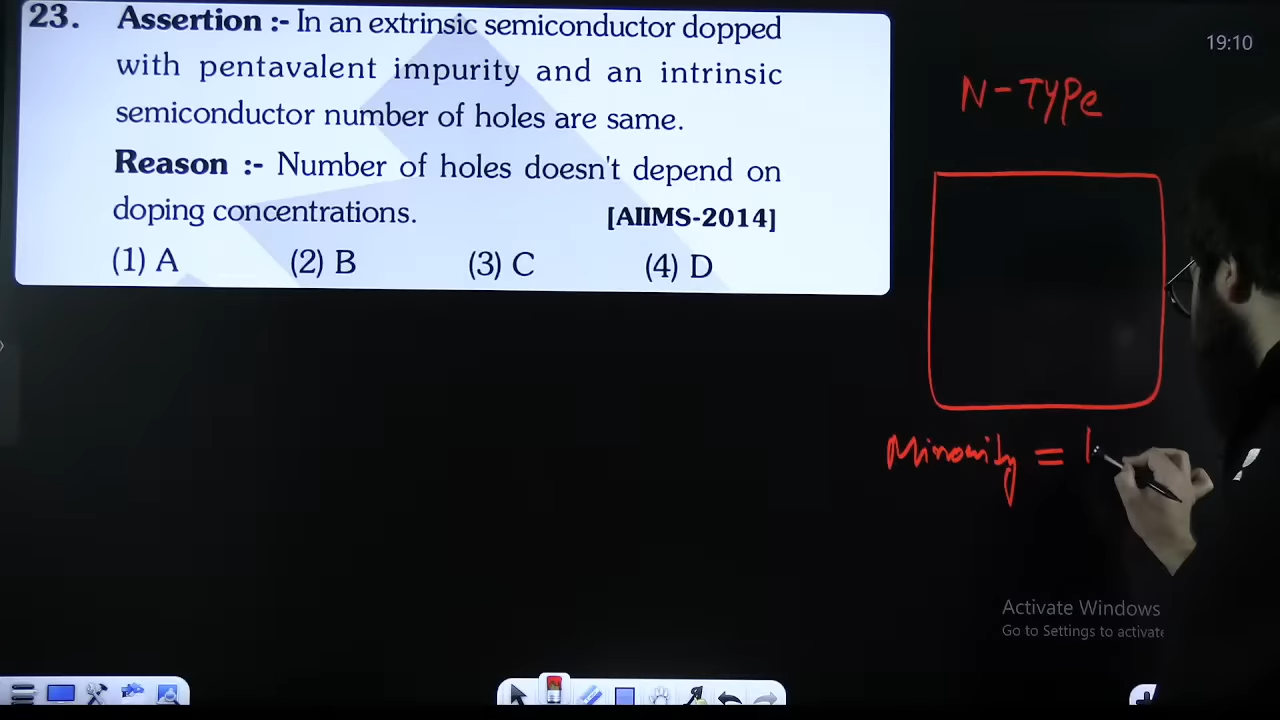 23. Assertion :- In an extrinsic semiconductor dopped
with pentavalent impurity and an intrinsic
semiconductor number of holes are same.
Reason :- Number of holes doesn't depend on
doping concentrations. [AIIMS-2014]
(1) A (2) B (3) C (4) D
19:10
N-TYPe
Minority =
Activate Windows
Go to Settings to activate